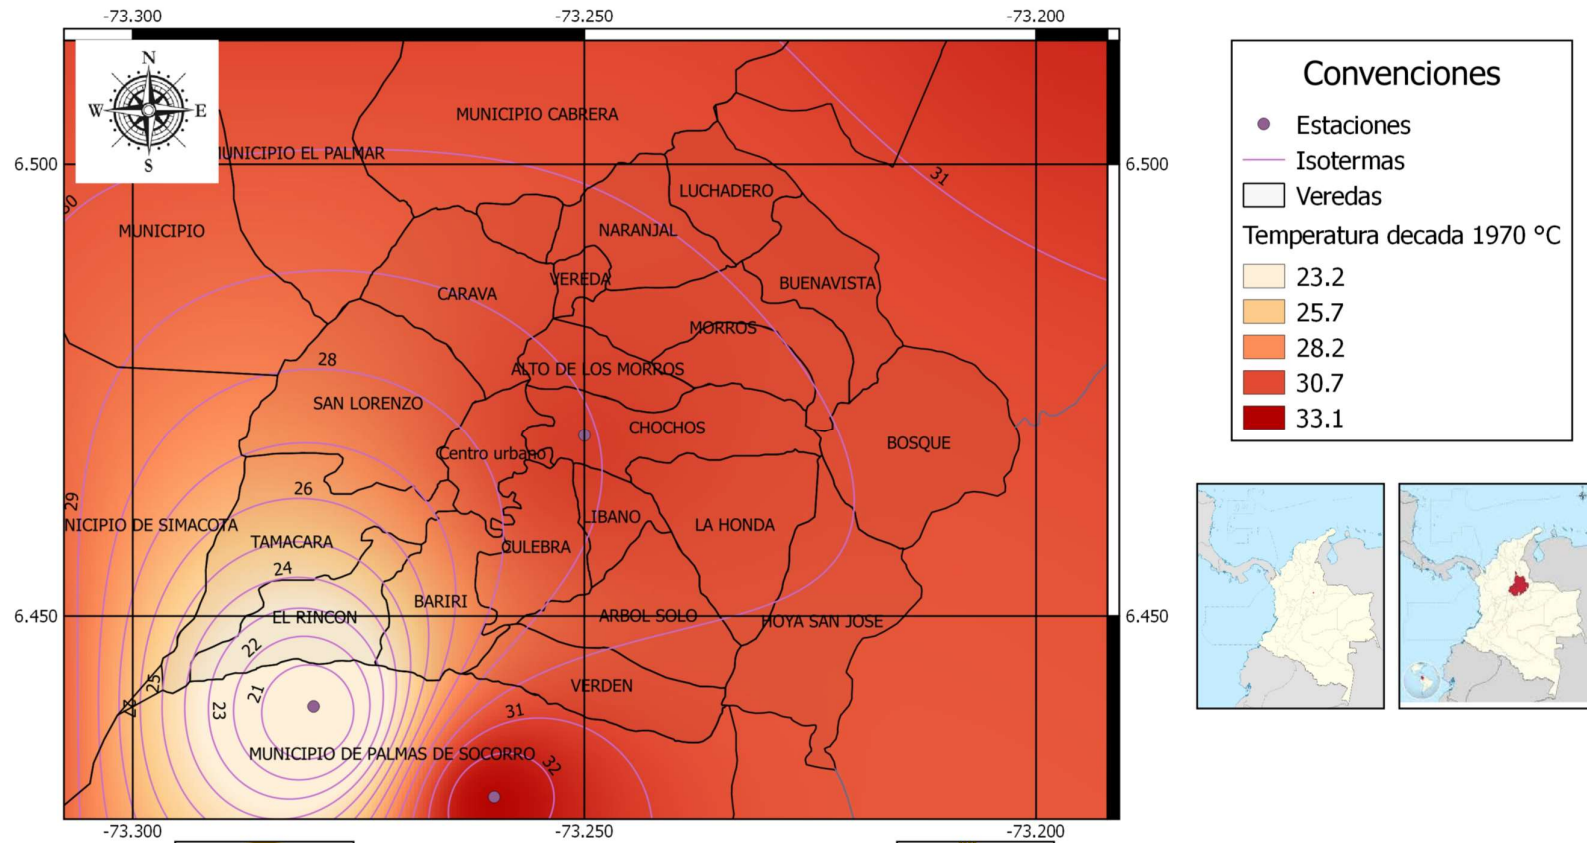 -73.300
-73.250
-73.200
N
W
E
S
6.500
6.500
6.450
6.450
MUNICIPIO CABRERA
MUNICIPIO EL PALMAR
LUCHADERO
31
30
MUNICIPIO
NARANJAL
VEREDA
BUENAVISTA
CARAVA
MORROS
28
ALTO DE LOS MORROS
SAN LORENZO
CHOCHOS
BOSQUE
Centro urbano
26
29
NICIPIO DE SIMACOTA
LIBANO
LA HONDA
TAMACARA
CULEBRA
24
BARIRI
EL RINCON
ARBOL SOLO
HOYA SAN JOSE
22
25
21
VERDEN
27
23
31
MUNICIPIO DE PALMAS DE SOCORRO
32
-73.300
-73.250
-73.200
Convenciones
Estaciones
Isotermas
Veredas
Temperatura decada 1970 °C
23.2
25.7
28.2
30.7
33.1